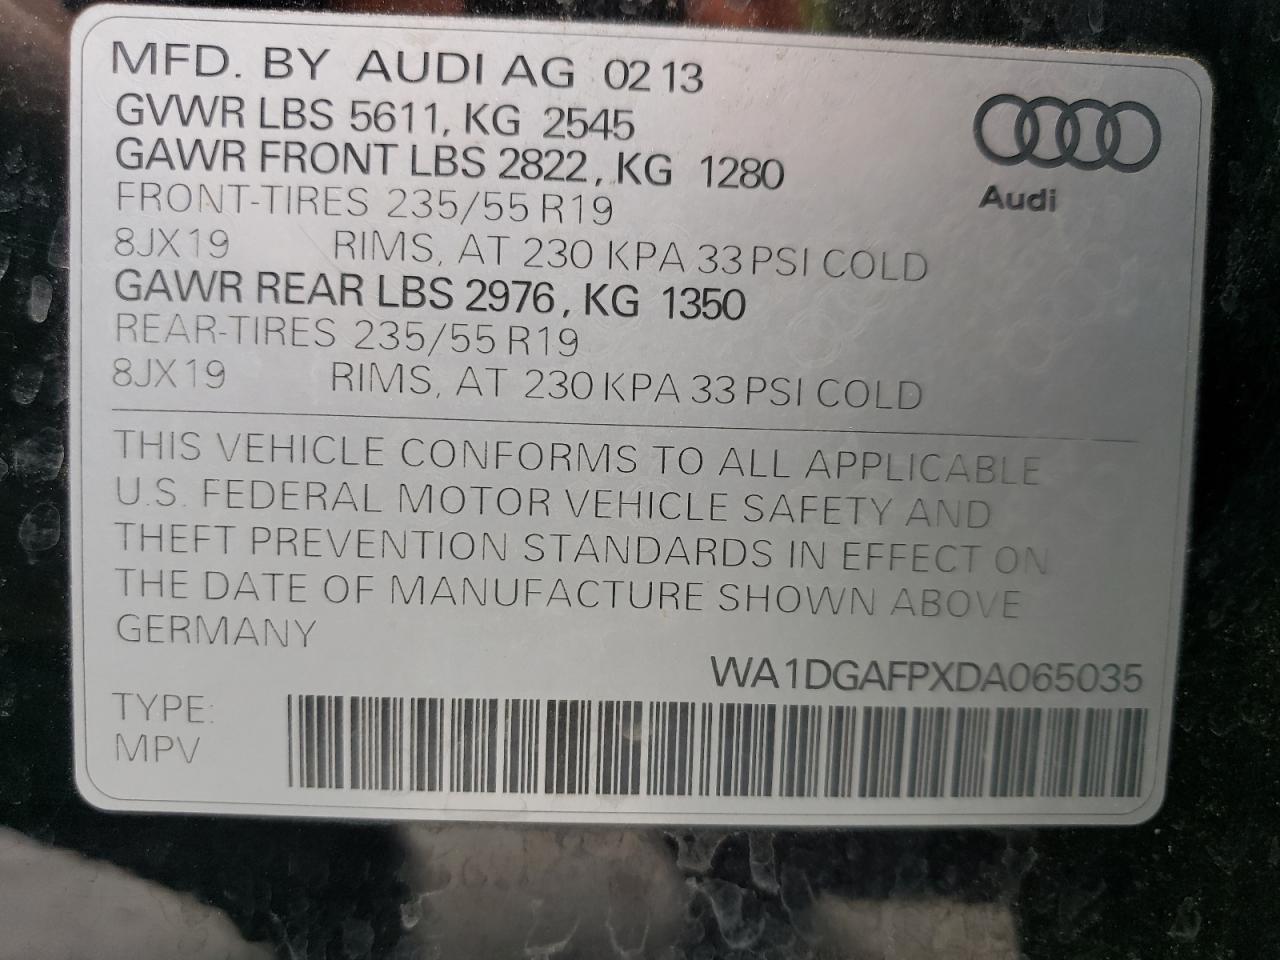 MFD. BY AUDI AG 02 13
GVWR LBS 5611, KG 2545
GAWR FRONT LBS 2822, KG 1280
FRONT-TIRES 235/55 R19
8JX19 RIMS, AT 230 KPA 33 PSI COLD
GAWR REAR LBS 2976, KG 1350
REAR-TIRES 235/55 R19
8JX19 RIMS, AT 230 KPA 33 PSI COLD
Audi
THIS VEHICLE CONFORMS TO ALL APPLICABLE
U.S. FEDERAL MOTOR VEHICLE SAFETY AND
THEFT PREVENTION STANDARDS IN EFFECT ON
THE DATE OF MANUFACTURE SHOWN ABOVE
GERMANY
WA1DGAFPXDA065035
TYPE:
MPV